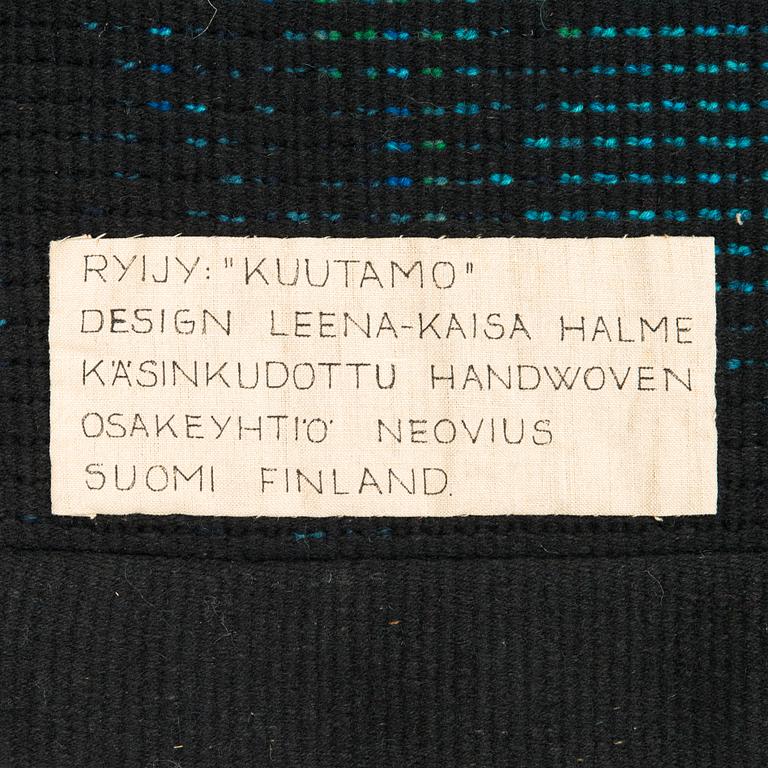 RYIJY: "KUUTAMO"
DESIGN LEENA-KAISA HALME
KÄSINKUDOTTU HANDWOVEN
OSAKEYHTIÖ NEOVIUS
SUOMI FINLAND.